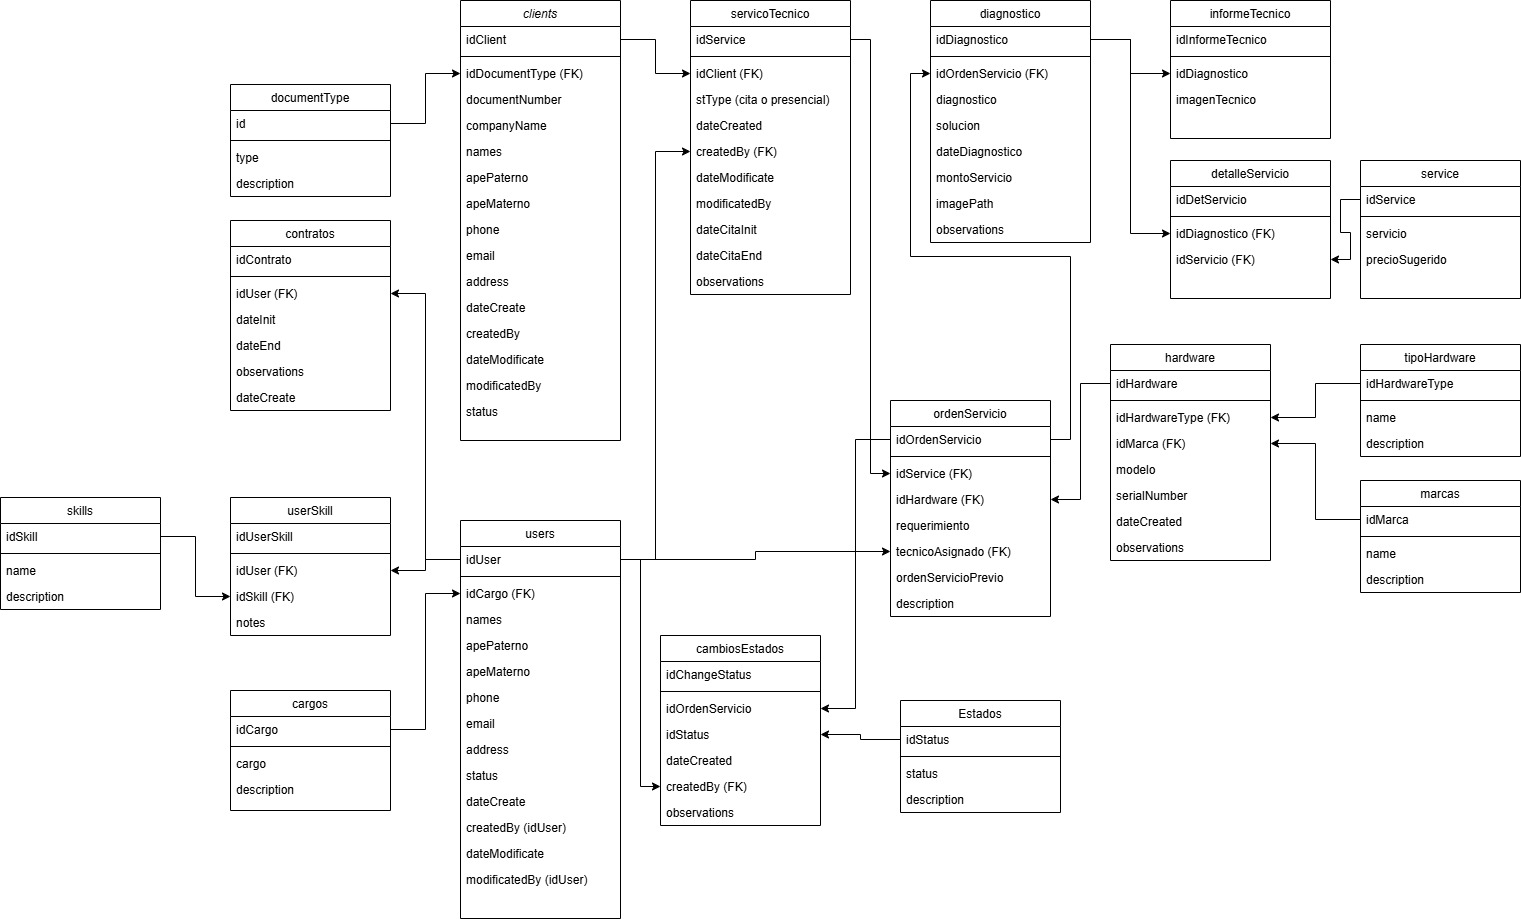 documentType
id
type
description
contratos
idContrato
idUser (FK)
dateInit
dateEnd
observations
dateCreate
skills
idSkill
name
description
userSkill
idUserSkill
idUser (FK)
idSkill (FK)
notes
cargos
idCargo
cargo
description
clients
idClient
idDocumentType (FK)
documentNumber
companyName
names
apePaterno
apeMaterno
phone
email
address
dateCreate
createdBy
dateModificate
modificatedBy
status
users
idUser
idCargo (FK)
names
apePaterno
apeMaterno
phone
email
address
status
dateCreate
createdBy (idUser)
dateModificate
modificatedBy (idUser)
servicoTecnico
idService
idClient (FK)
stType (cita o presencial)
dateCreated
createdBy (FK)
dateModificate
modificatedBy
dateCitaInit
dateCitaEnd
observations
cambiosEstados
idChangeStatus
idOrdenServicio
idStatus
dateCreated
createdBy (FK)
observations
diagnostico
idDiagnostico
idOrdenServicio (FK)
diagnostico
solucion
dateDiagnostico
montoServicio
imagePath
observations
ordenServicio
idOrdenServicio
idService (FK)
idHardware (FK)
requerimiento
tecnicoAsignado (FK)
ordenServicioPrevio
description
Estados
idStatus
status
description
informeTecnico
idInformeTecnico
idDiagnostico
imagenTecnico
detalleServicio
idDetServicio
idDiagnostico (FK)
idServicio (FK)
service
idService
servicio
precioSugerido
hardware
idHardware
idHardwareType (FK)
idMarca (FK)
modelo
serialNumber
dateCreated
observations
tipoHardware
idHardwareType
name
description
marcas
idMarca
name
description